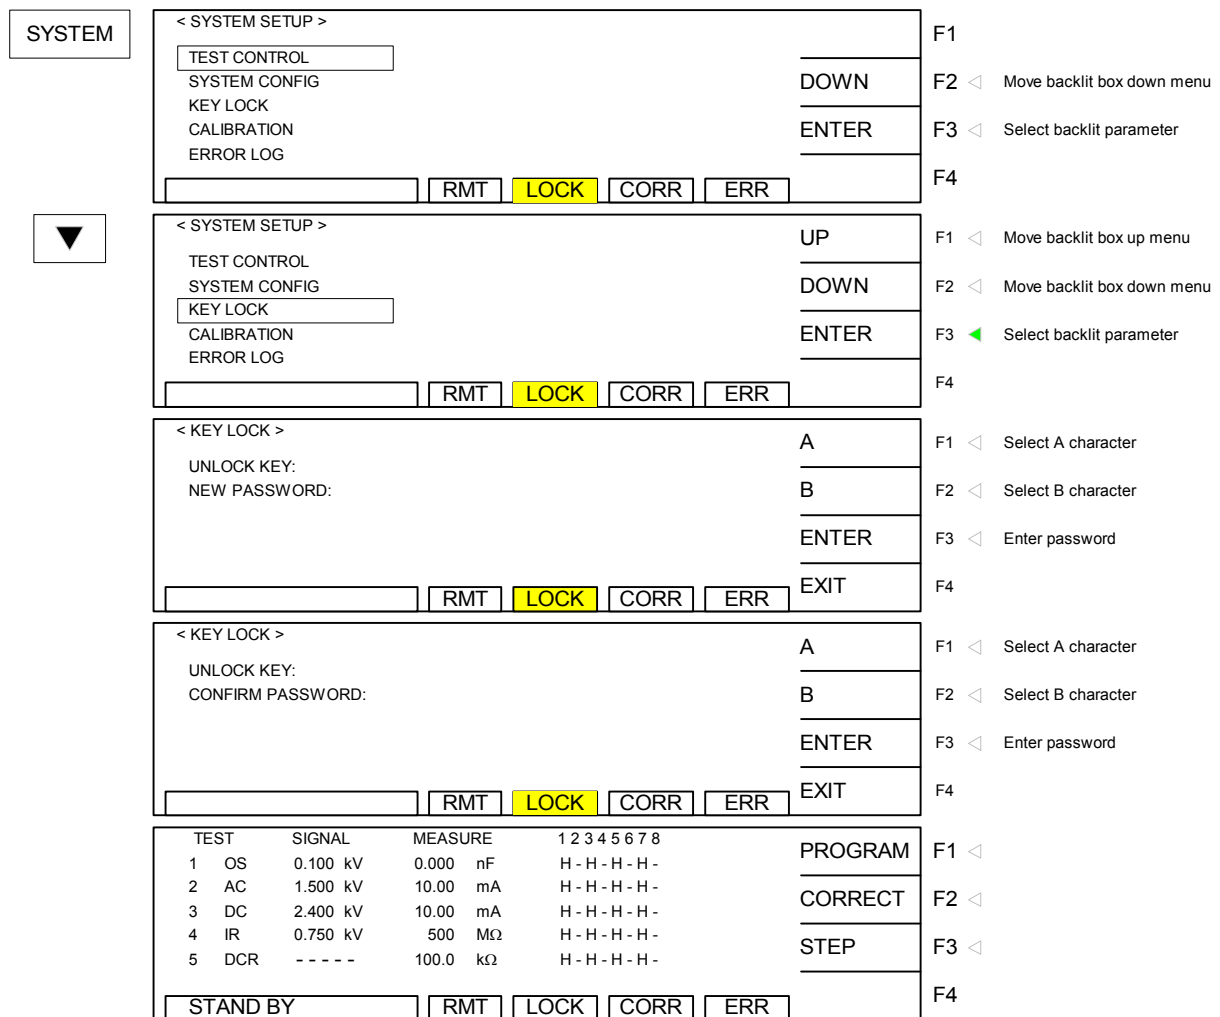 SYSTEM
< SYSTEM SETUP >
TEST CONTROL
SYSTEM CONFIG
KEY LOCK
CALIBRATION
ERROR LOG
RMT LOCK CORR ERR
F1
DOWN F2 Move backlit box down menu
ENTER F3 Select backlit parameter
F4
< SYSTEM SETUP >
TEST CONTROL
SYSTEM CONFIG
KEY LOCK
CALIBRATION
ERROR LOG
RMT LOCK CORR ERR
UP F1 Move backlit box up menu
DOWN F2 Move backlit box down menu
ENTER F3 Select backlit parameter
F4
< KEY LOCK >
UNLOCK KEY:
NEW PASSWORD:
RMT LOCK CORR ERR
A F1 Select A character
B F2 Select B character
ENTER F3 Enter password
EXIT F4
< KEY LOCK >
UNLOCK KEY:
CONFIRM PASSWORD:
RMT LOCK CORR ERR
A F1 Select A character
B F2 Select B character
ENTER F3 Enter password
EXIT F4
TEST SIGNAL MEASURE 1 2 3 4 5 6 7 8
1 OS 0.100 kV 0.000 nF H - H - H - H -
2 AC 1.500 kV 10.00 mA H - H - H - H -
3 DC 2.400 kV 10.00 mA H - H - H - H -
4 IR 0.750 kV 500 MΩ H - H - H - H -
5 DCR - - - - - 100.0 kΩ H - H - H - H -
STAND BY RMT LOCK CORR ERR
PROGRAM F1
CORRECT F2
STEP F3
F4